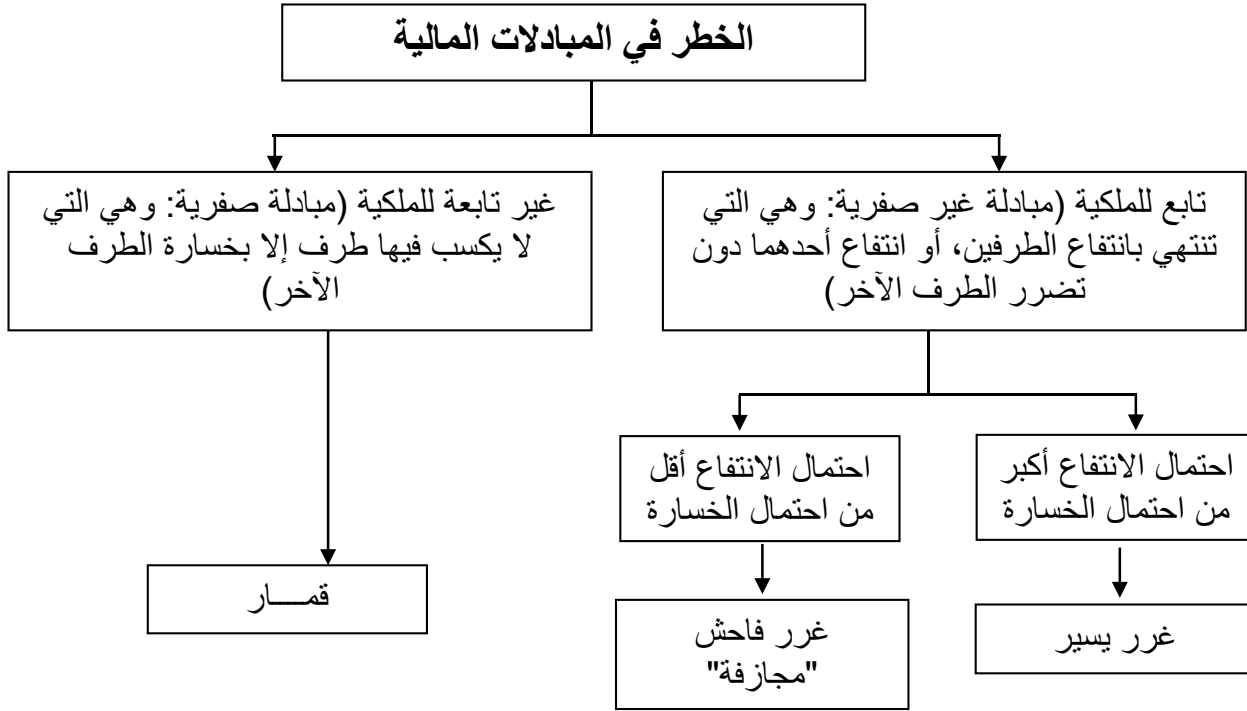 الخطر في المبادلات المالية
تابع للملكية (مبادلة غير صفرية: وهي التي
تنتهي بانتفاع الطرفين، أو انتفاع أحدهما دون
تضرر الطرف الآخر)
غير تابعة للملكية (مبادلة صفرية: وهي التي
لا يكسب فيها طرف إلا بخسارة الطرف
الآخر)
احتمال الانتفاع أكبر
من احتمال الخسارة
احتمال الانتفاع أقل
من احتمال الخسارة
غرر يسير
غرر فاحش
"مجازفة"
قمـــار